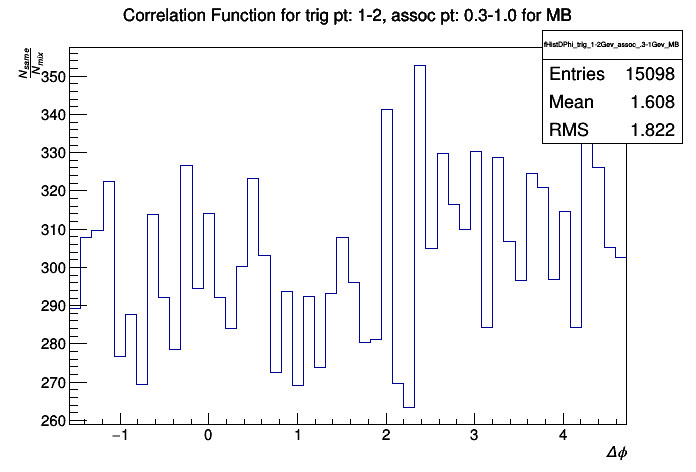 Correlation Function for trig pt: 1-2, assoc pt: 0.3-1.0 for MB
fHistDPhi_trig_1-2Gev_assoc_.3-1Gev_MB
Entries 15098
Mean 1.608
RMS 1.822
N_same/N_mix
350
340
330
320
310
300
290
280
270
260
−1 0 1 2 3 4
Δϕ